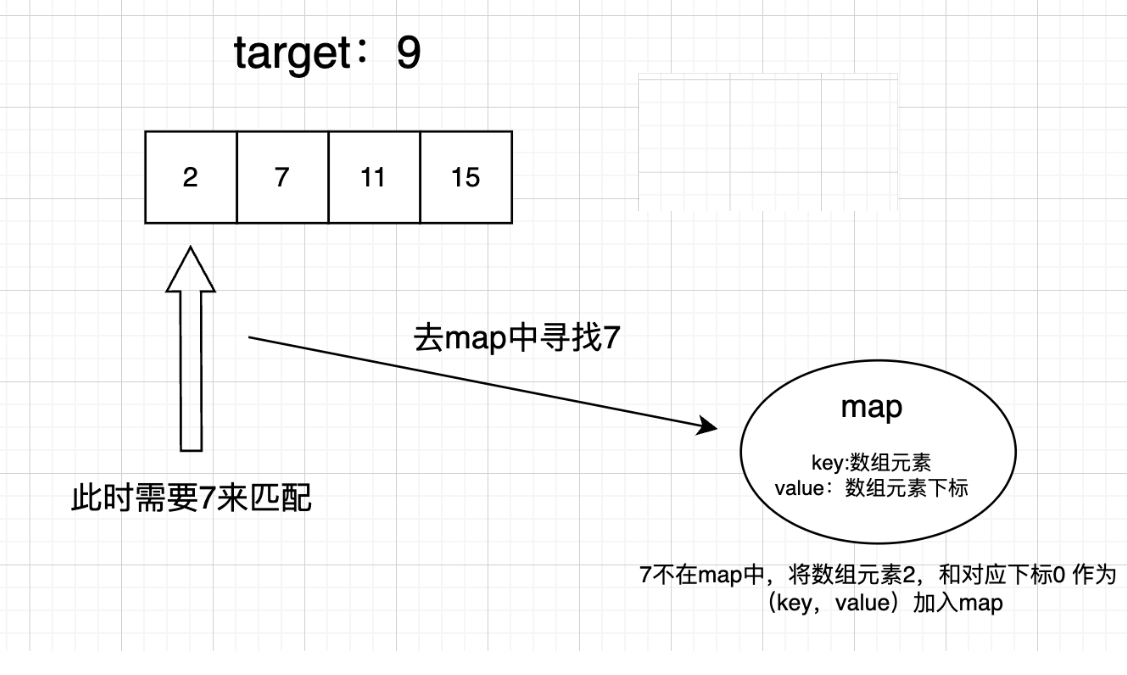 target：9
2
7
11
15
去map中寻找7
map
key:数组元素
value：数组元素下标
此时需要7来匹配
7不在map中，将数组元素2，和对应下标0 作为
（key，value）加入map